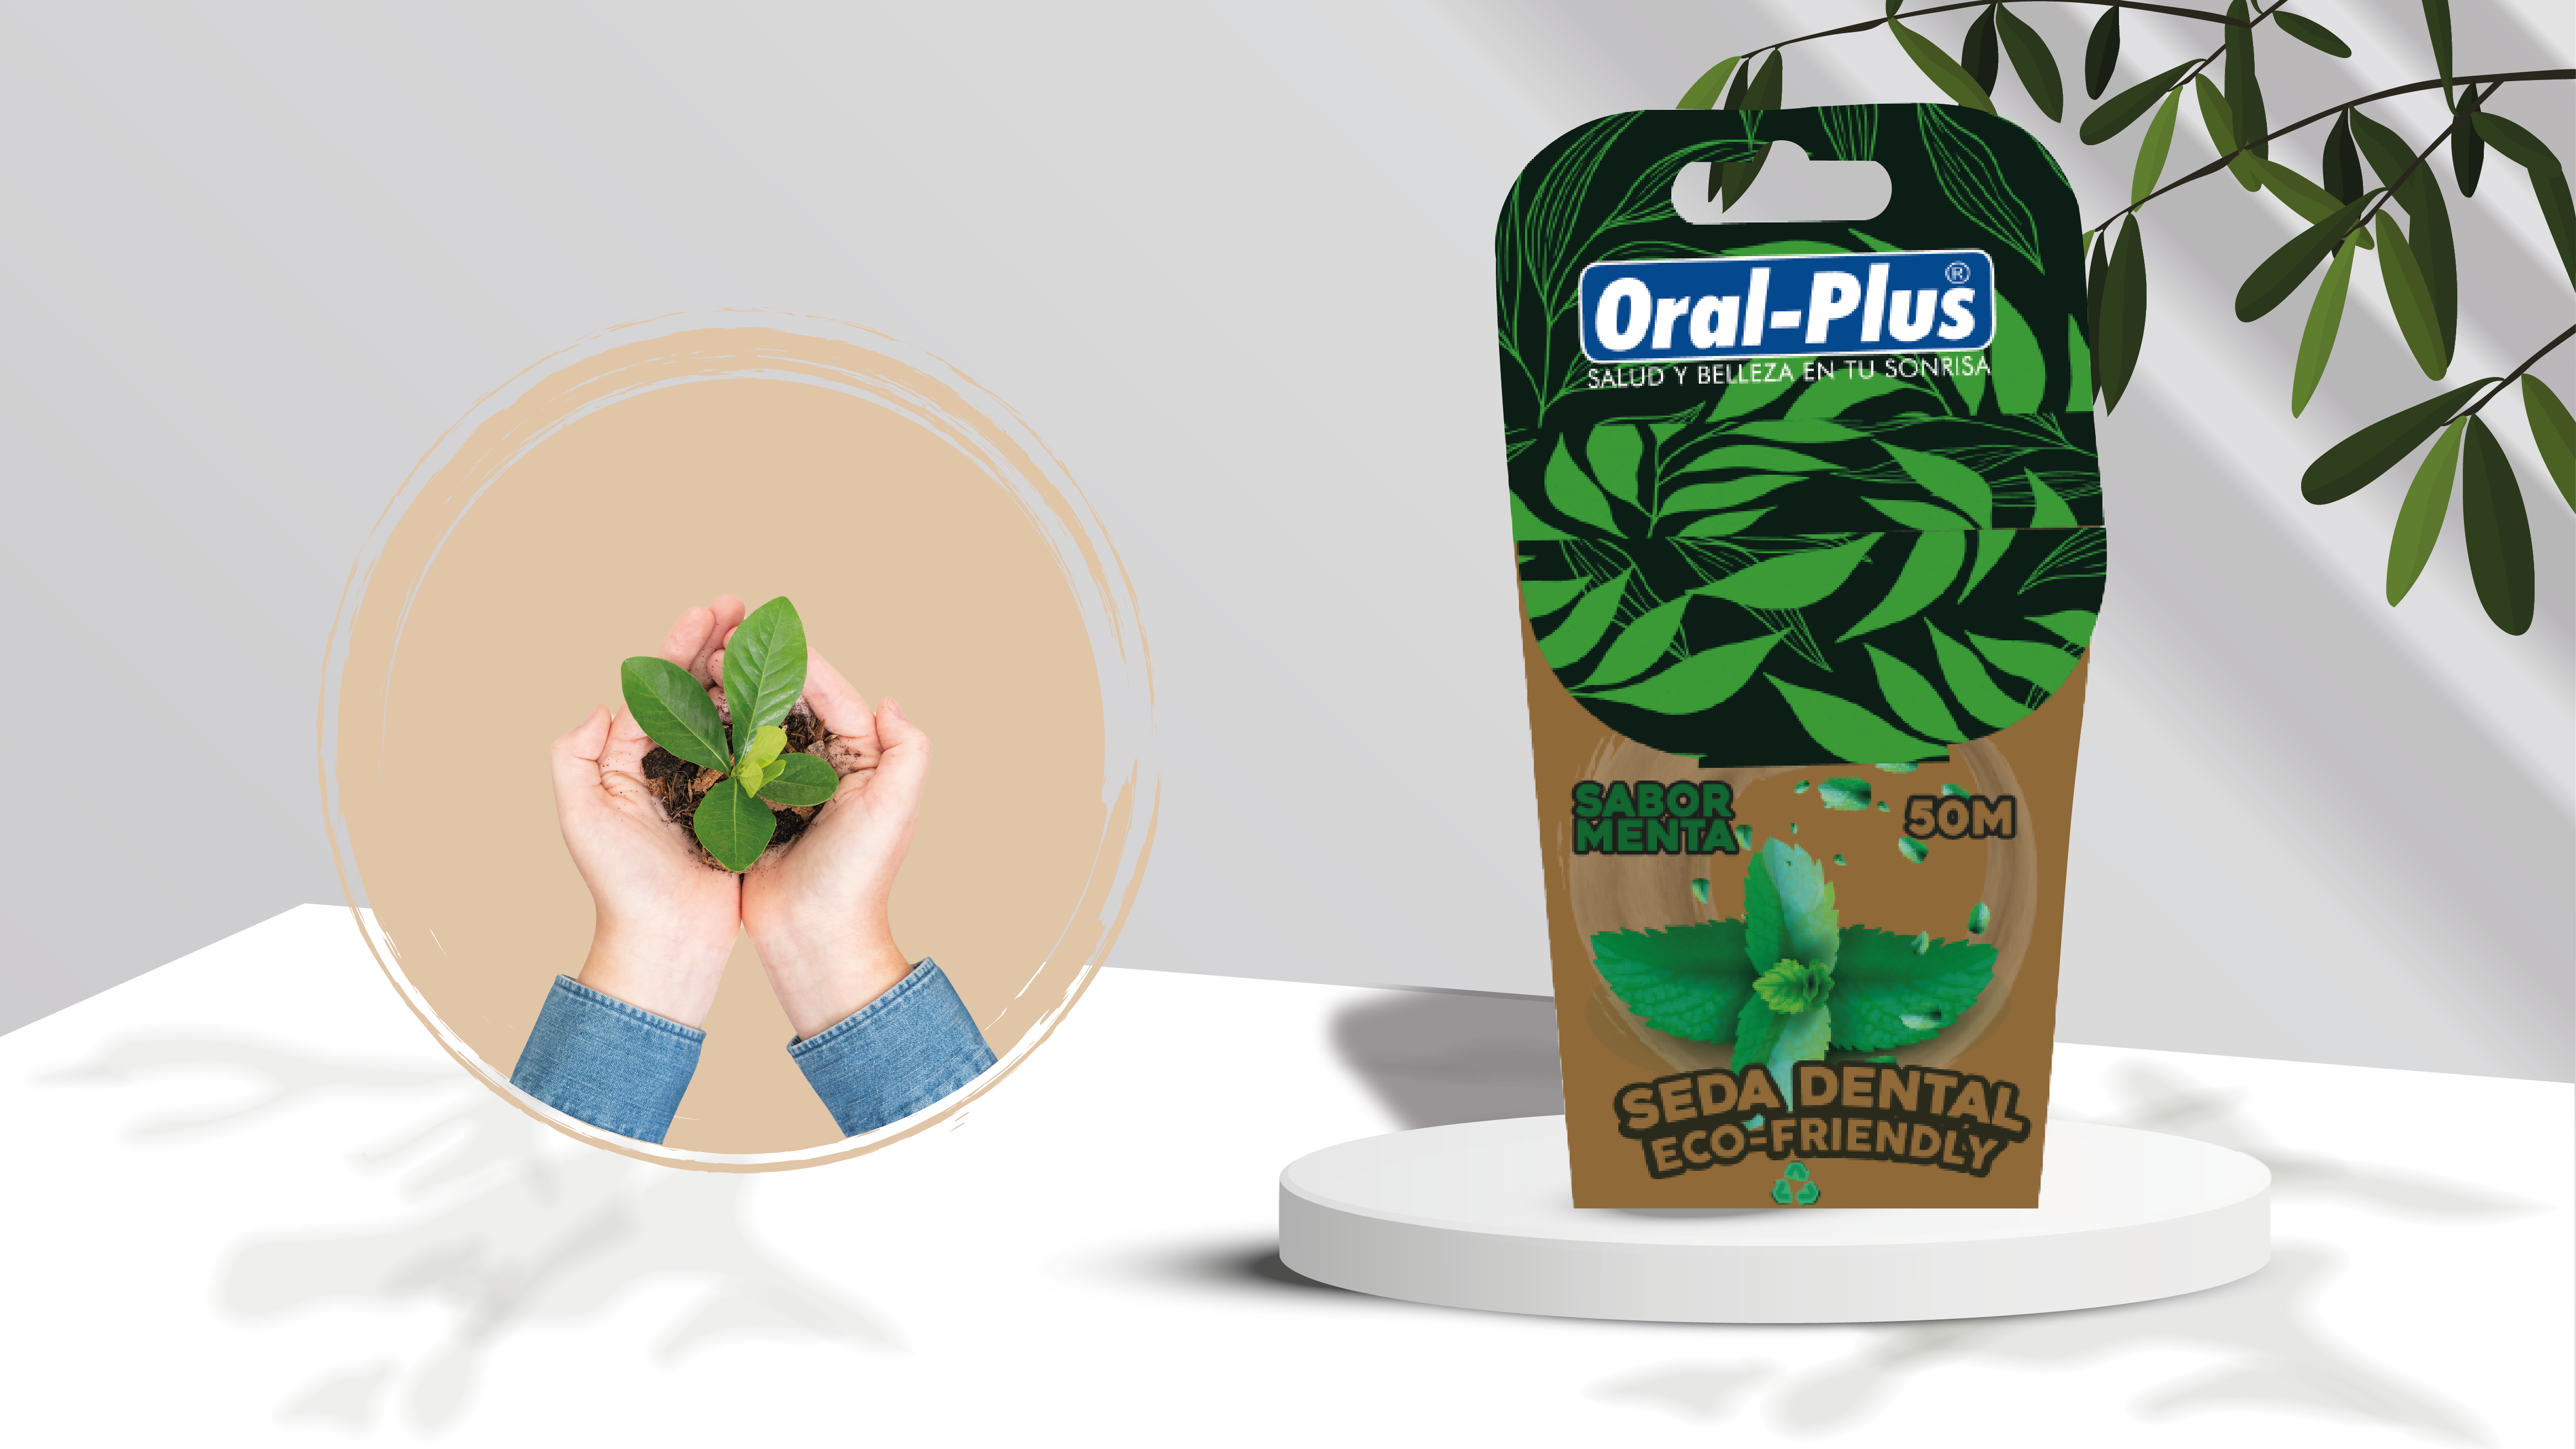 Oral-Plus®
SALUD Y BELLEZA EN TU SONRISA
SABOR
MENTA
50M
SEDA DENTAL
ECO-FRIENDLY